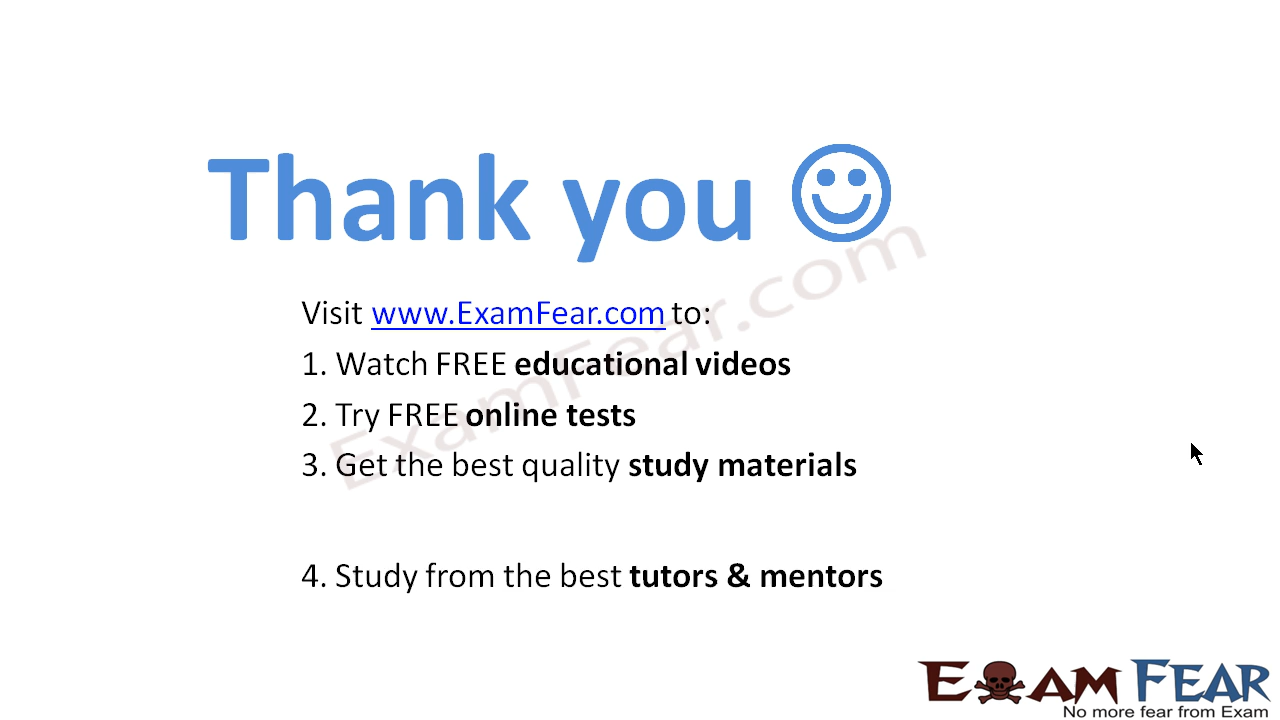 Thank you ☺
Visit www.ExamFear.com to:
1. Watch FREE educational videos
2. Try FREE online tests
3. Get the best quality study materials
4. Study from the best tutors & mentors
ExamFear.com
EXAM FEAR
No more fear from Exam